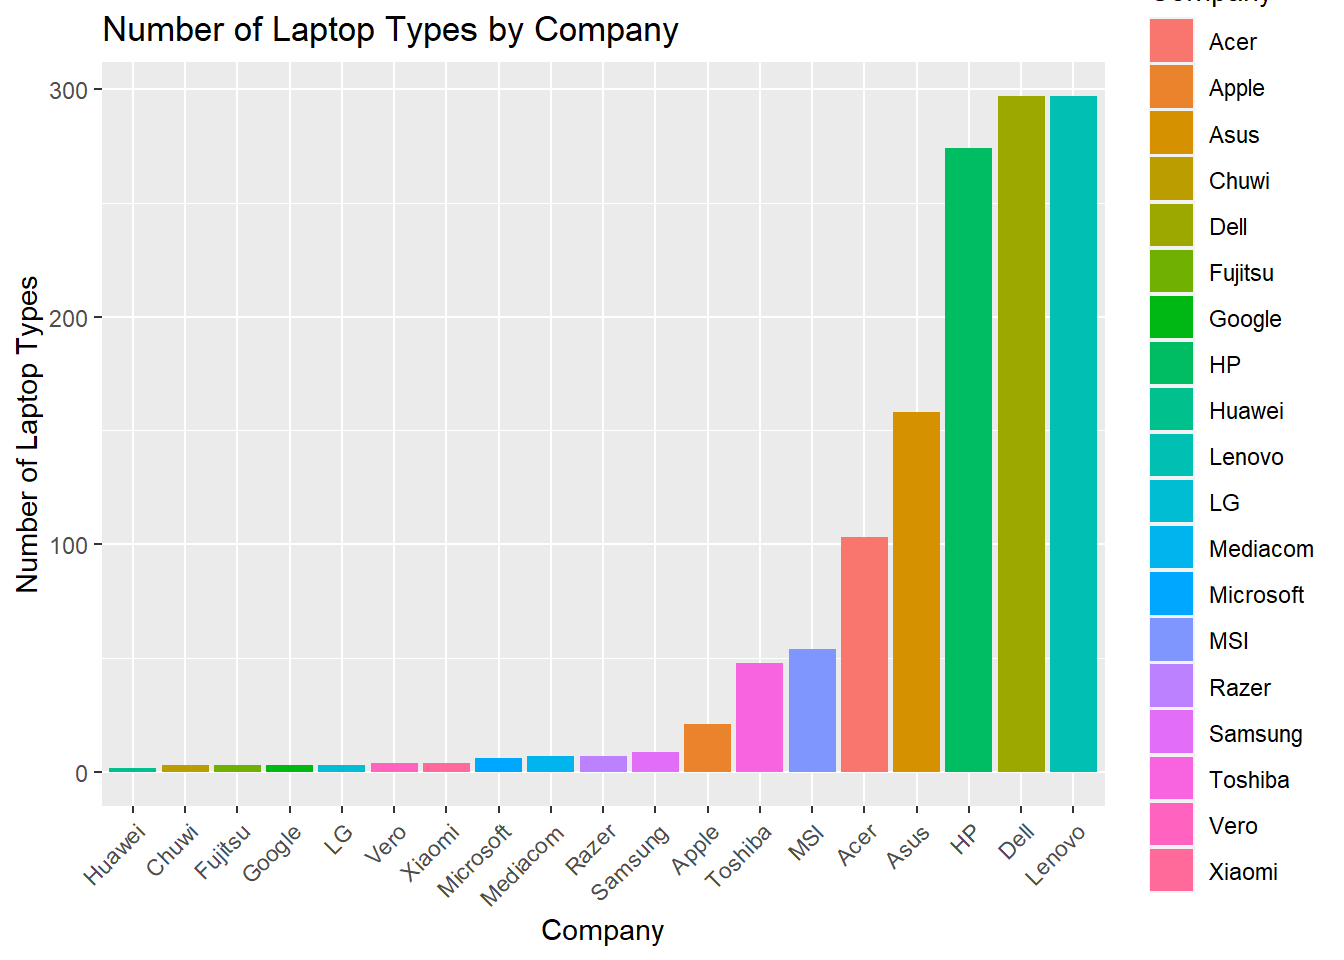 Number of Laptop Types by Company
Number of Laptop Types
300
200
100
0
Huawei
Chuwi
Fujitsu
Google
LG
Vero
Xiaomi
Microsoft
Mediacom
Razer
Samsung
Apple
Toshiba
MSI
Acer
Asus
HP
Dell
Lenovo
Company
Company
Acer
Apple
Asus
Chuwi
Dell
Fujitsu
Google
HP
Huawei
Lenovo
LG
Mediacom
Microsoft
MSI
Razer
Samsung
Toshiba
Vero
Xiaomi